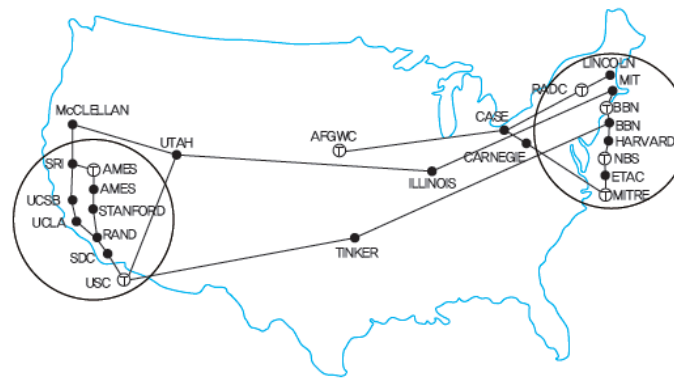 LINCOLN
RADC T
MIT
McCLELLAN
T BBN
CASE
BBN
UTAH
AFGWC
T
HARVARD
CARNEGIE
T NBS
SRI
T AMES
ILLINOIS
ETAC
AMES
T MITRE
UCSB
STANFORD
UCLA
RAND
TINKER
SDC
USC T